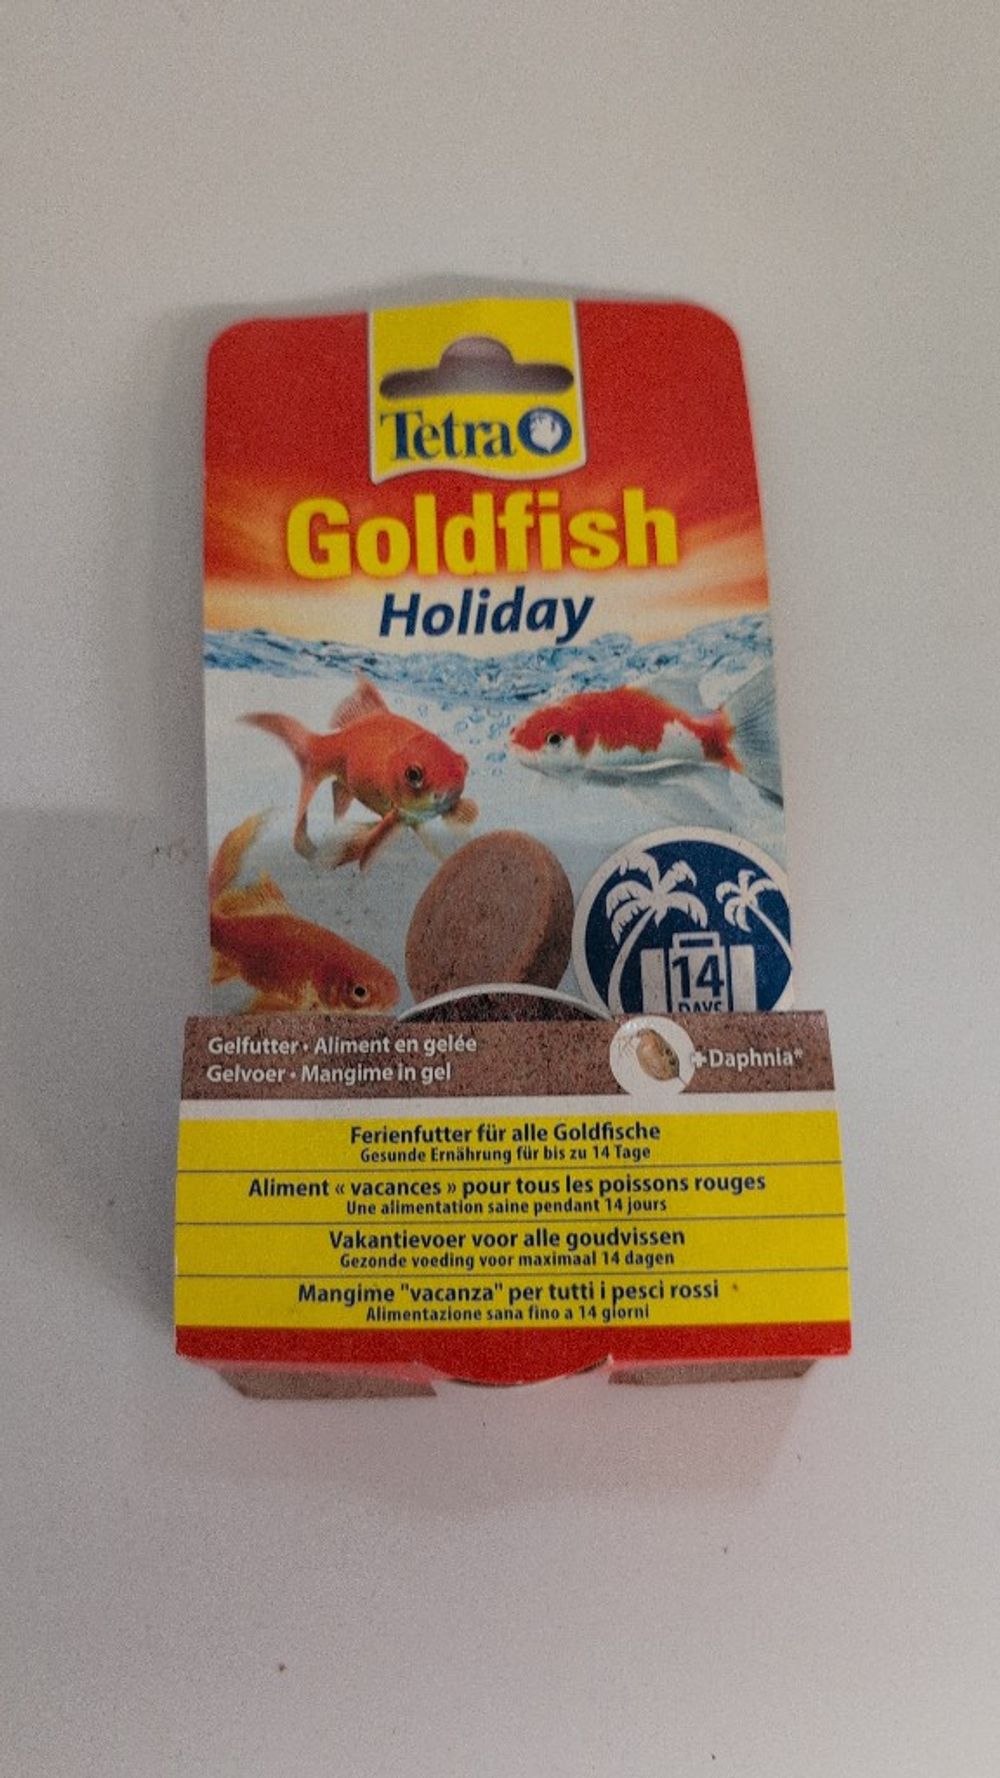 Tetra
Goldfish
Holiday
14
DAYS
Gelfutter • Aliment en gelée
Gelvoer • Mangime in gel
+Daphnia*
Ferienfutter für alle Goldfische
Gesunde Ernährung für bis zu 14 Tage
Aliment « vacances » pour tous les poissons rouges
Une alimentation saine pendant 14 jours
Vakantievoer voor alle goudvissen
Gezonde voeding voor maximaal 14 dagen
Mangime "vacanza" per tutti i pesci rossi
Alimentazione sana fino a 14 giorni